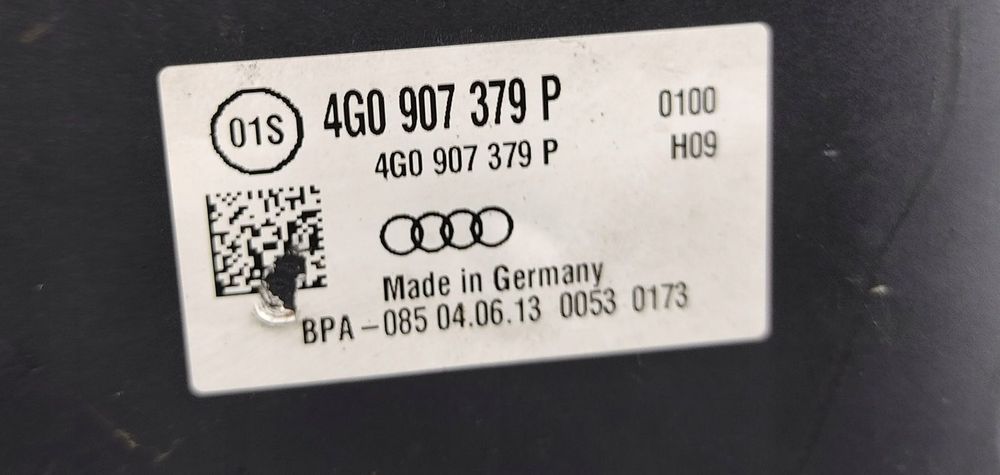 01S 4G0 907 379 P 0100
4G0 907 379 P H09
Made in Germany
BPA-085 04.06.13 0053 0173